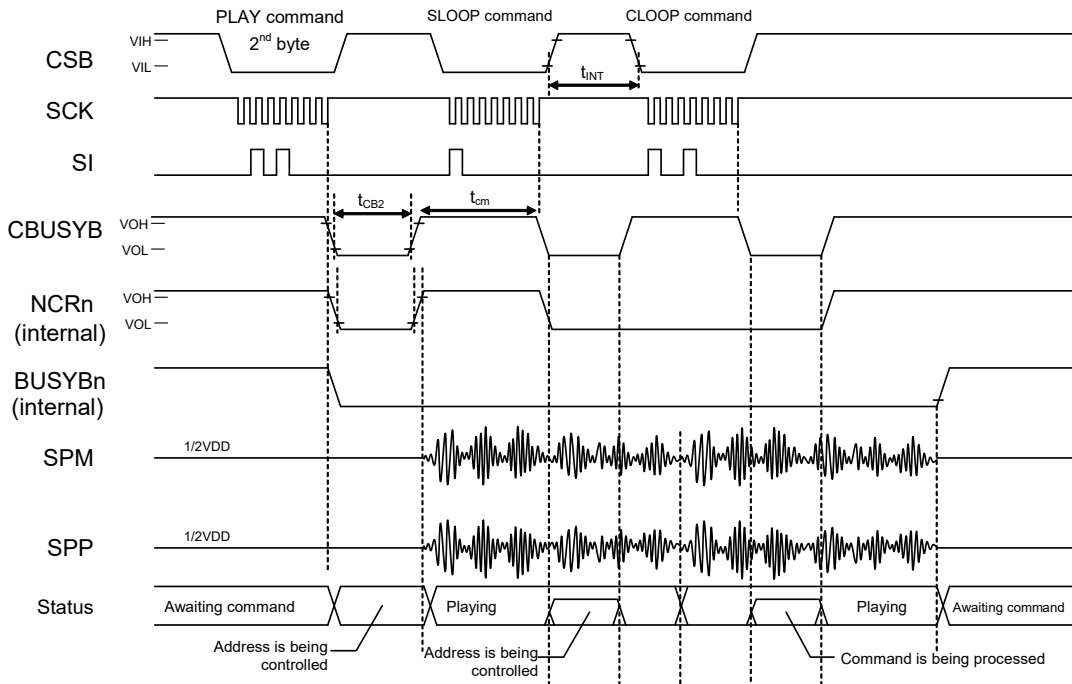 PLAY command
2nd byte
SLOOP command
CLOOP command
CSB
VIH
VIL
tINT
SCK
SI
tCB2
tcm
CBUSYB
VOH
VOL
NCRn
(internal)
VOH
VOL
BUSYBn
(internal)
SPM
1/2VDD
SPP
1/2VDD
Status
Awaiting command
Playing
Playing
Awaiting command
Address is being
controlled
Address is being
controlled
Command is being processed